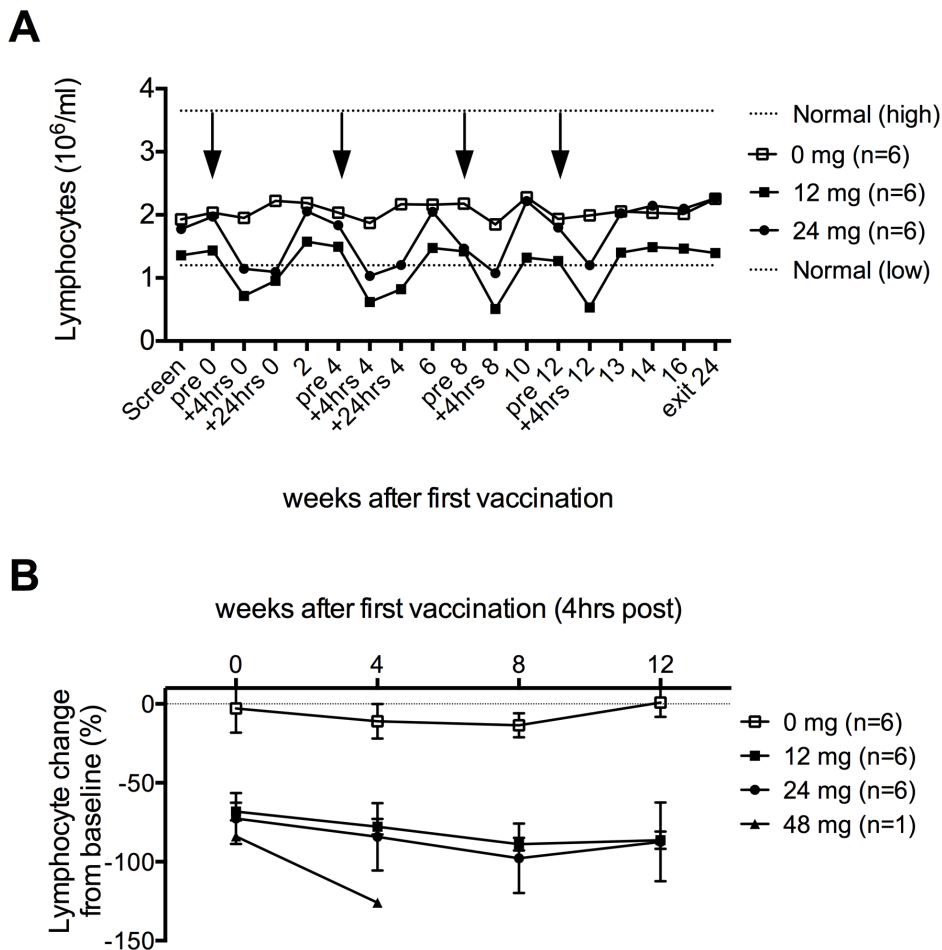 A
Lymphocytes (10⁶/ml)
4
3
2
1
0
Normal (high)
0 mg (n=6)
12 mg (n=6)
24 mg (n=6)
Normal (low)
Screen
pre 0
+4hrs 0
+24hrs 0
2
pre 4
+4hrs 4
+24hrs 4
6
pre 8
+4hrs 8
10
pre 12
+4hrs 12
13
14
16
exit 24
weeks after first vaccination
B
weeks after first vaccination (4hrs post)
0 4 8 12
Lymphocyte change
from baseline (%)
0
-50
-100
-150
0 mg (n=6)
12 mg (n=6)
24 mg (n=6)
48 mg (n=1)